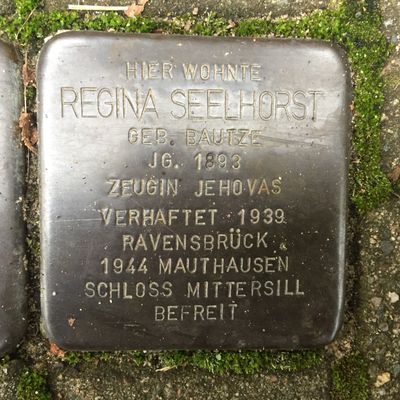 HIER WOHNTE
REGINA SEELHORST
GEB. BAUTZE
JG. 1893
ZEUGIN JEHOVAS
VERHAFTET 1939
RAVENSBRÜCK
1944 MAUTHAUSEN
SCHLOSS MITTERSILL
BEFREIT